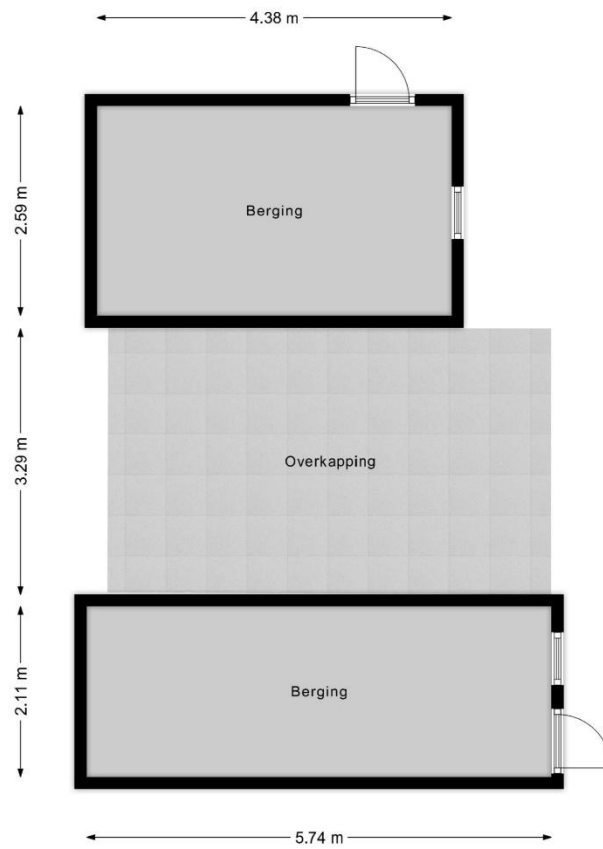 4.38 m
2.59 m
Berging
3.29 m
Overkapping
2.11 m
Berging
5.74 m